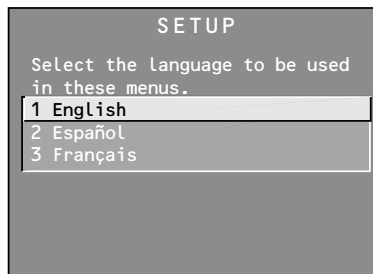 SETUP
Select the language to be used
in these menus.
1 English
2 Español
3 Français